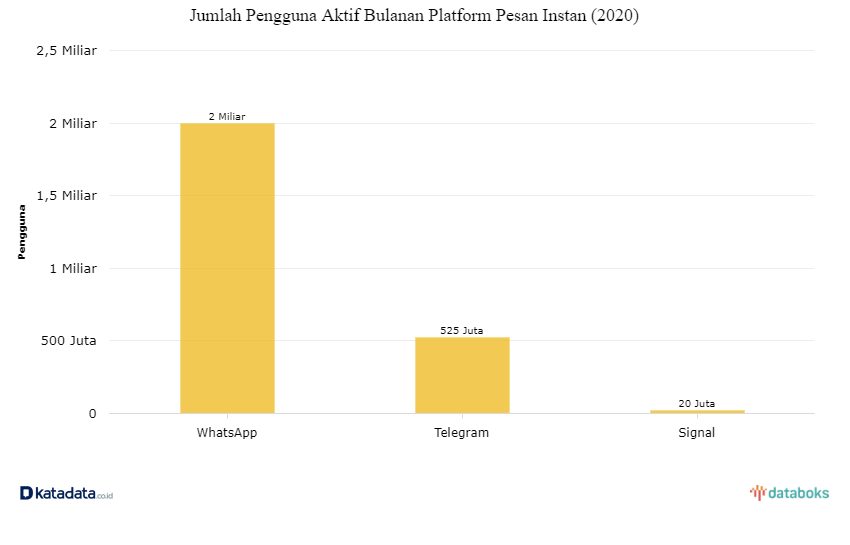 Jumlah Pengguna Aktif Bulanan Platform Pesan Instan (2020)
2,5 Miliar
2 Miliar
1,5 Miliar
1 Miliar
500 Juta
0
Pengguna
2 Miliar
525 Juta
20 Juta
WhatsApp
Telegram
Signal
katadata.co.id
databoks